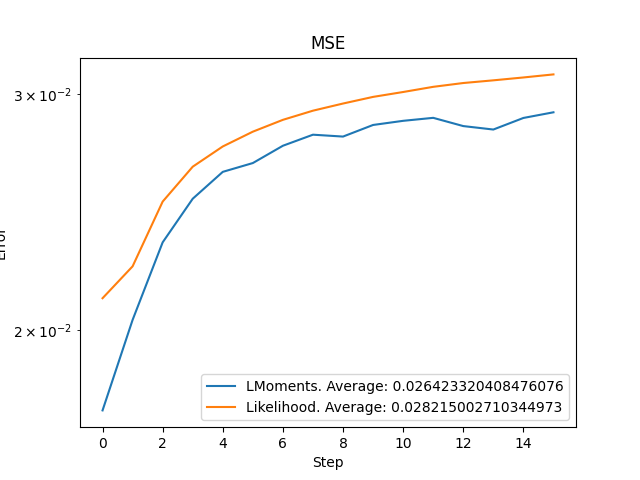 MSE
3 × 10⁻²
2 × 10⁻²
Error
LMoments. Average: 0.026423320408476076
Likelihood. Average: 0.028215002710344973
0 2 4 6 8 10 12 14
Step